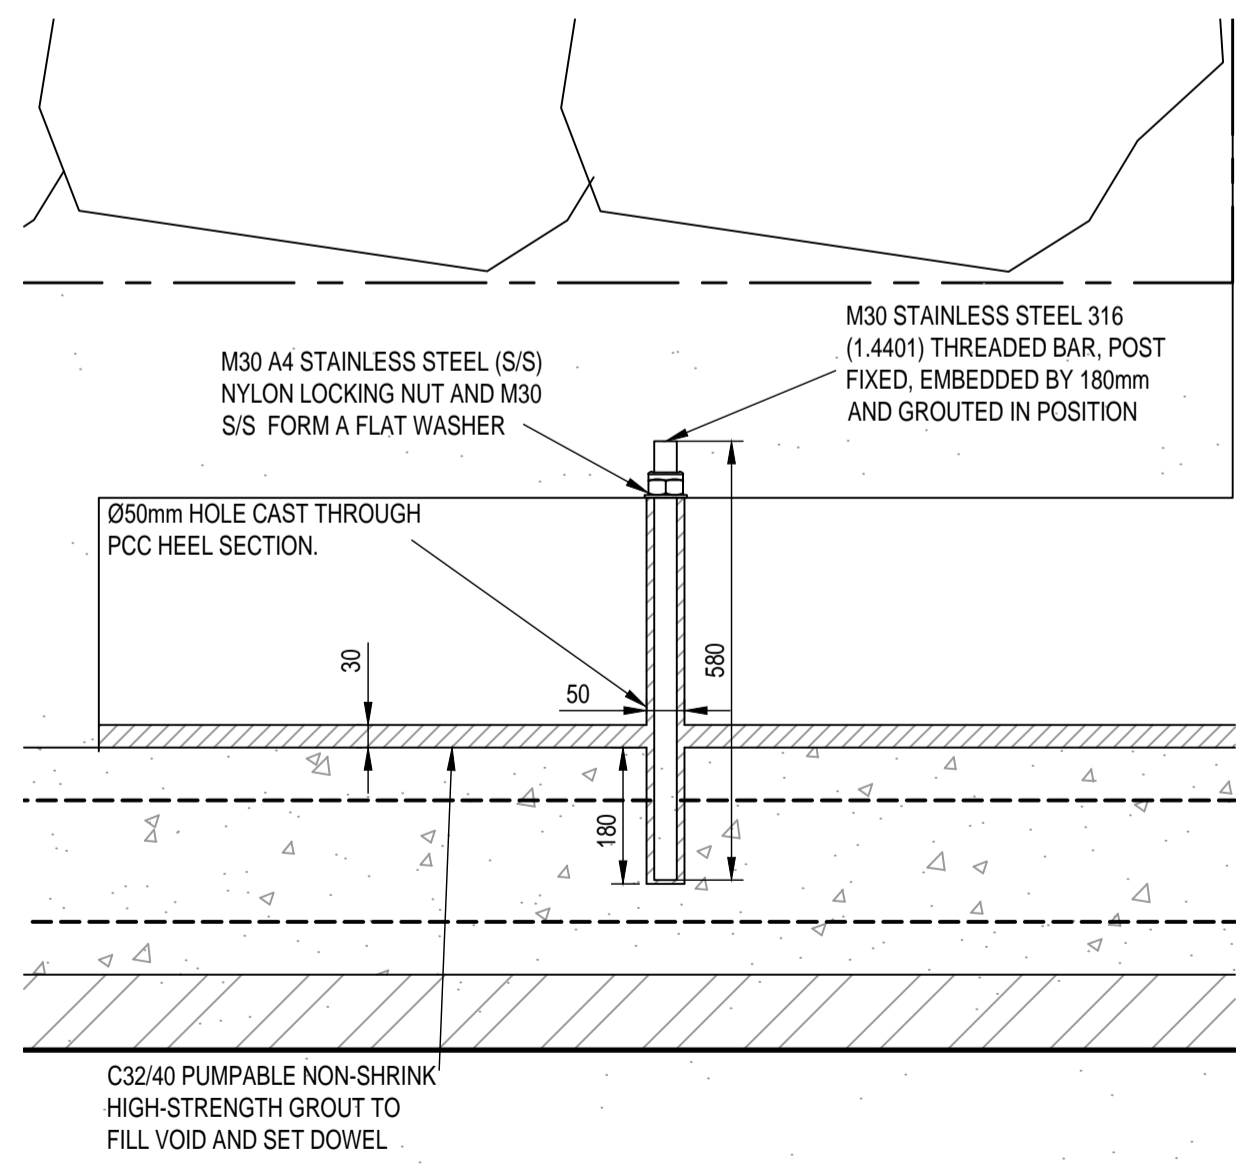 M30 STAINLESS STEEL 316
(1.4401) THREADED BAR, POST
FIXED, EMBEDDED BY 180mm
AND GROUTED IN POSITION
M30 A4 STAINLESS STEEL (S/S)
NYLON LOCKING NUT AND M30
S/S FORM A FLAT WASHER
Ø50mm HOLE CAST THROUGH
PCC HEEL SECTION.
30
50
580
180
C32/40 PUMPABLE NON-SHRINK
HIGH-STRENGTH GROUT TO
FILL VOID AND SET DOWEL